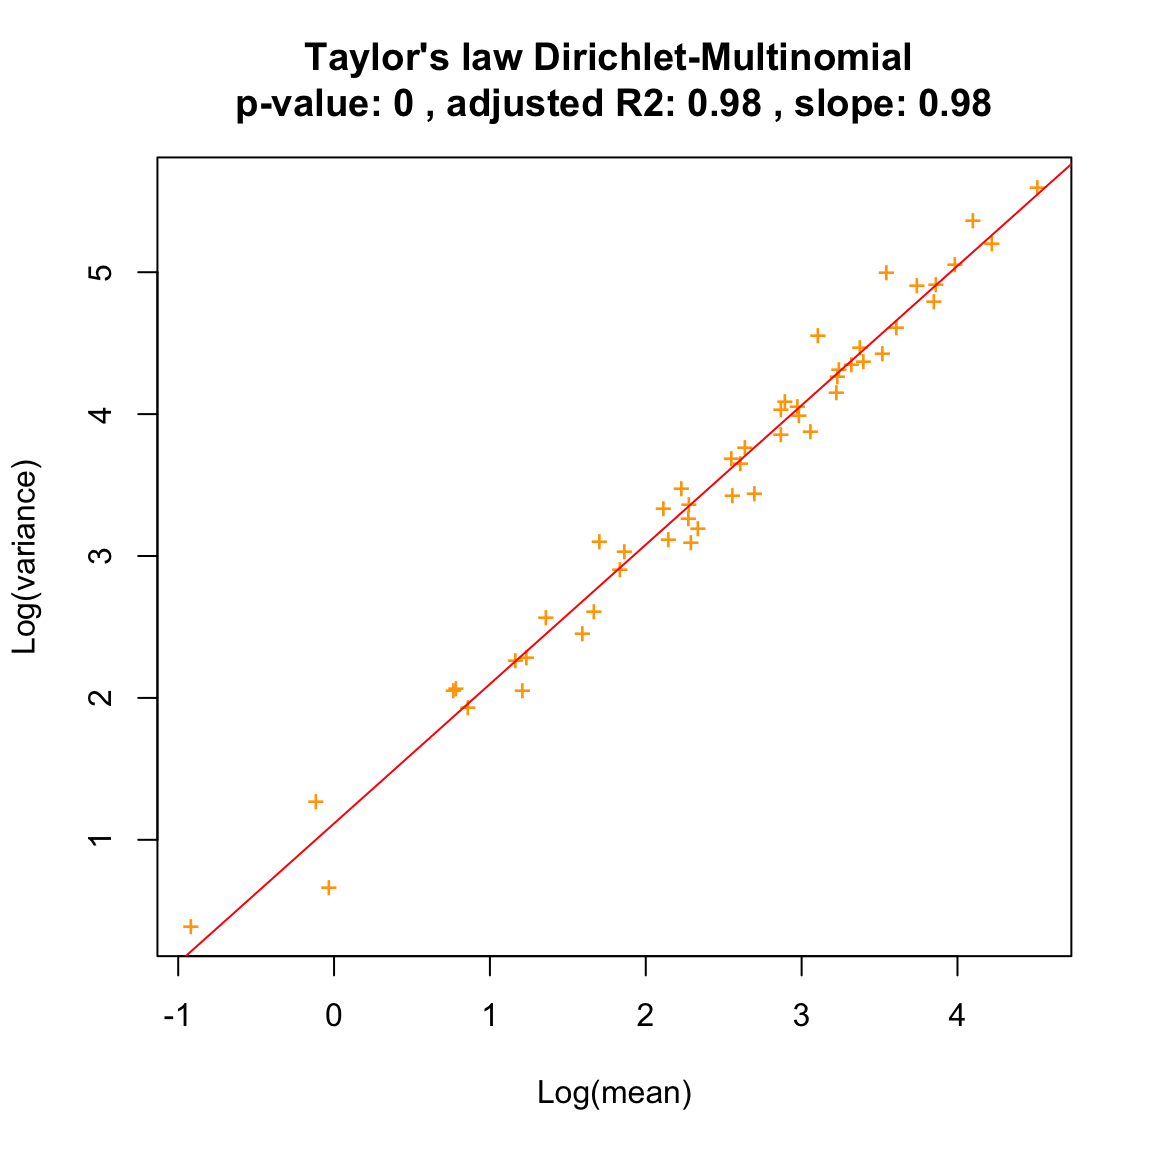 Taylor's law Dirichlet-Multinomial
p-value: 0 , adjusted R2: 0.98 , slope: 0.98
Log(variance)
5
4
3
2
1
-1 0 1 2 3 4
Log(mean)